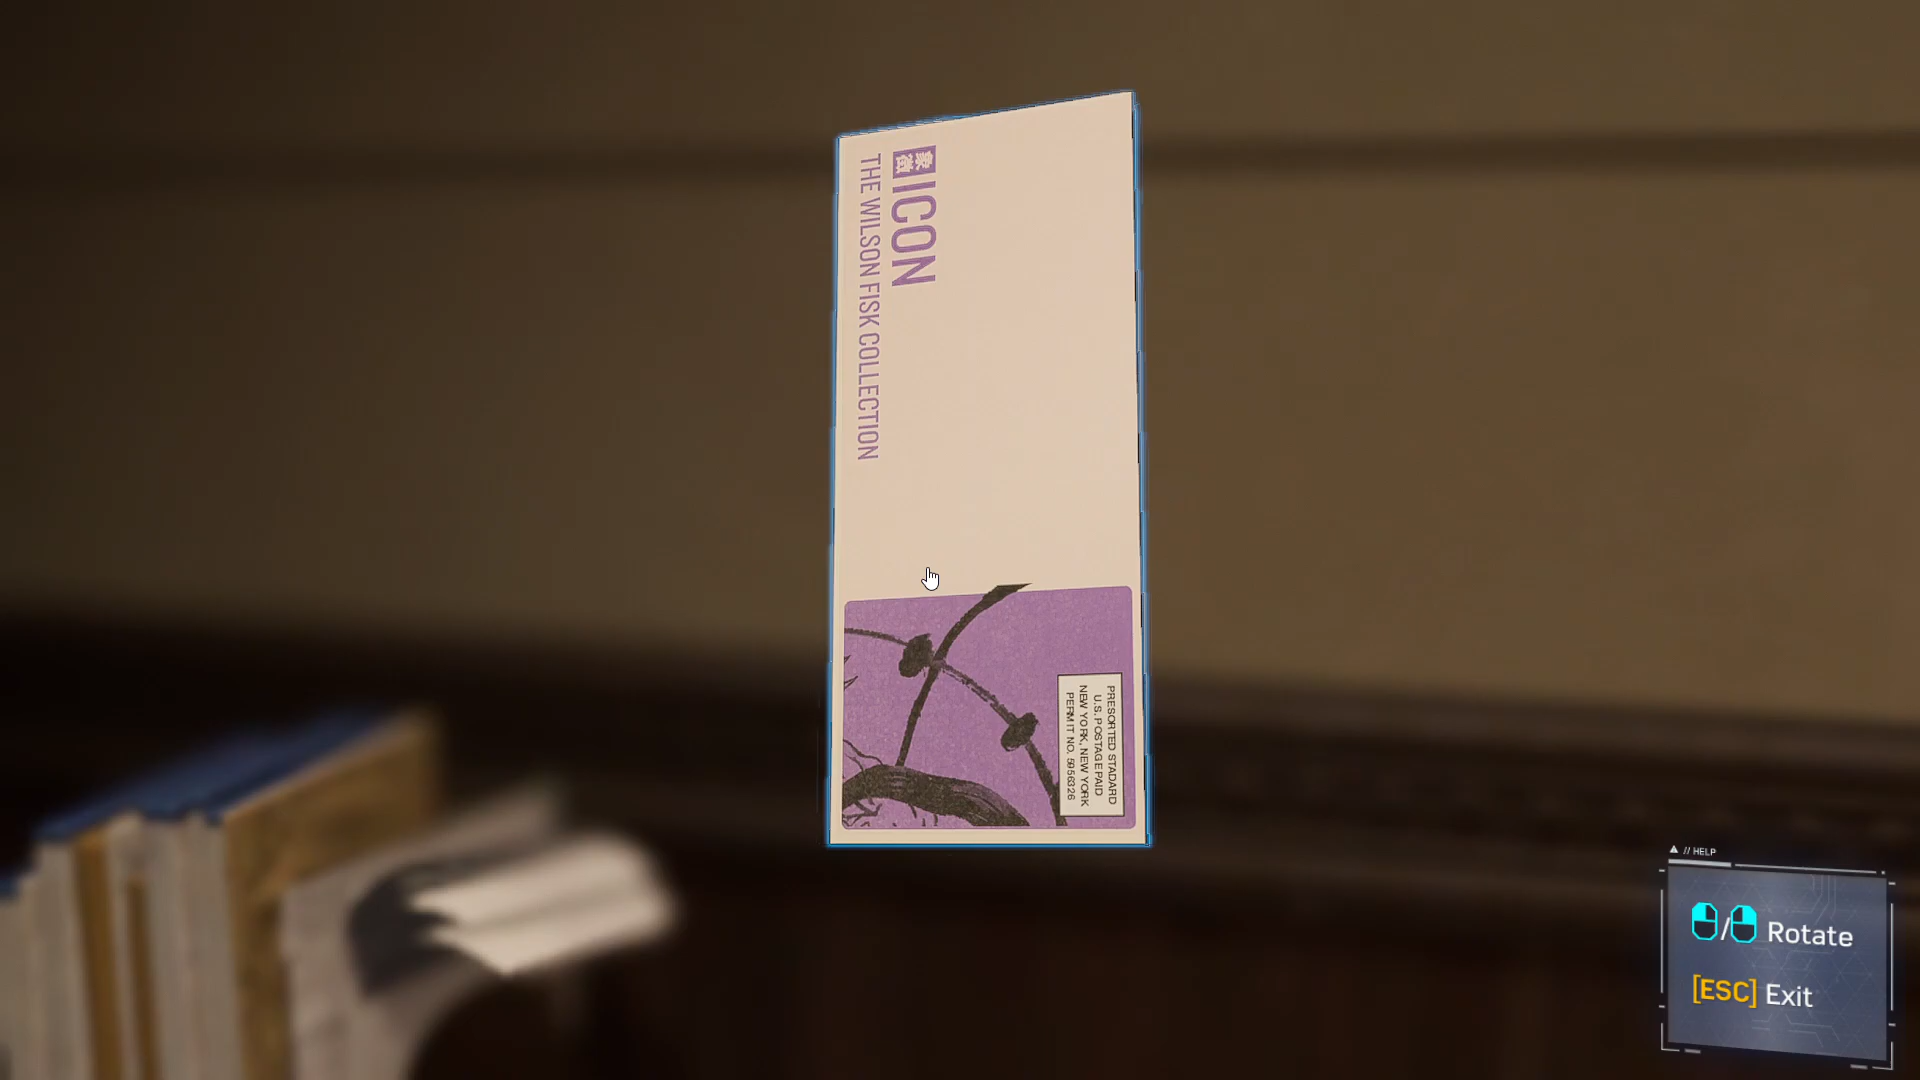 象徵 ICON
THE WILSON FISK COLLECTION
PRESORTED STADARD
U.S. POSTAGE PAID
NEW YORK, NEW YORK
PERMIT NO. 5956326
// HELP
/ Rotate
[ESC] Exit